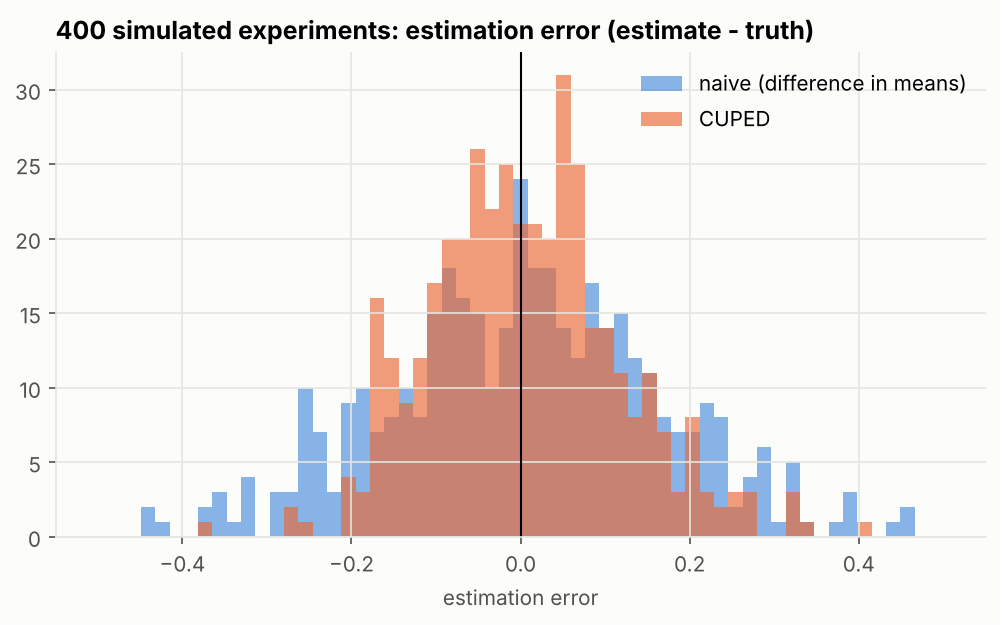 400 simulated experiments: estimation error (estimate - truth)
naive (difference in means)
CUPED
30
25
20
15
10
5
0
−0.4 −0.2 0.0 0.2 0.4
estimation error